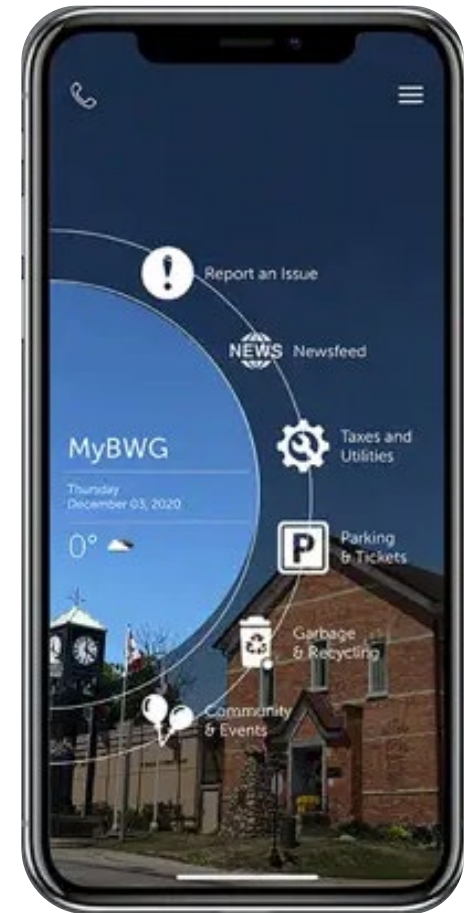 Report an Issue
NEWS Newsfeed
MyBWG
Taxes and
Utilities
Thursday
December 03, 2020
0°
P
Parking
& Tickets
Garbage
& Recycling
Community
& Events